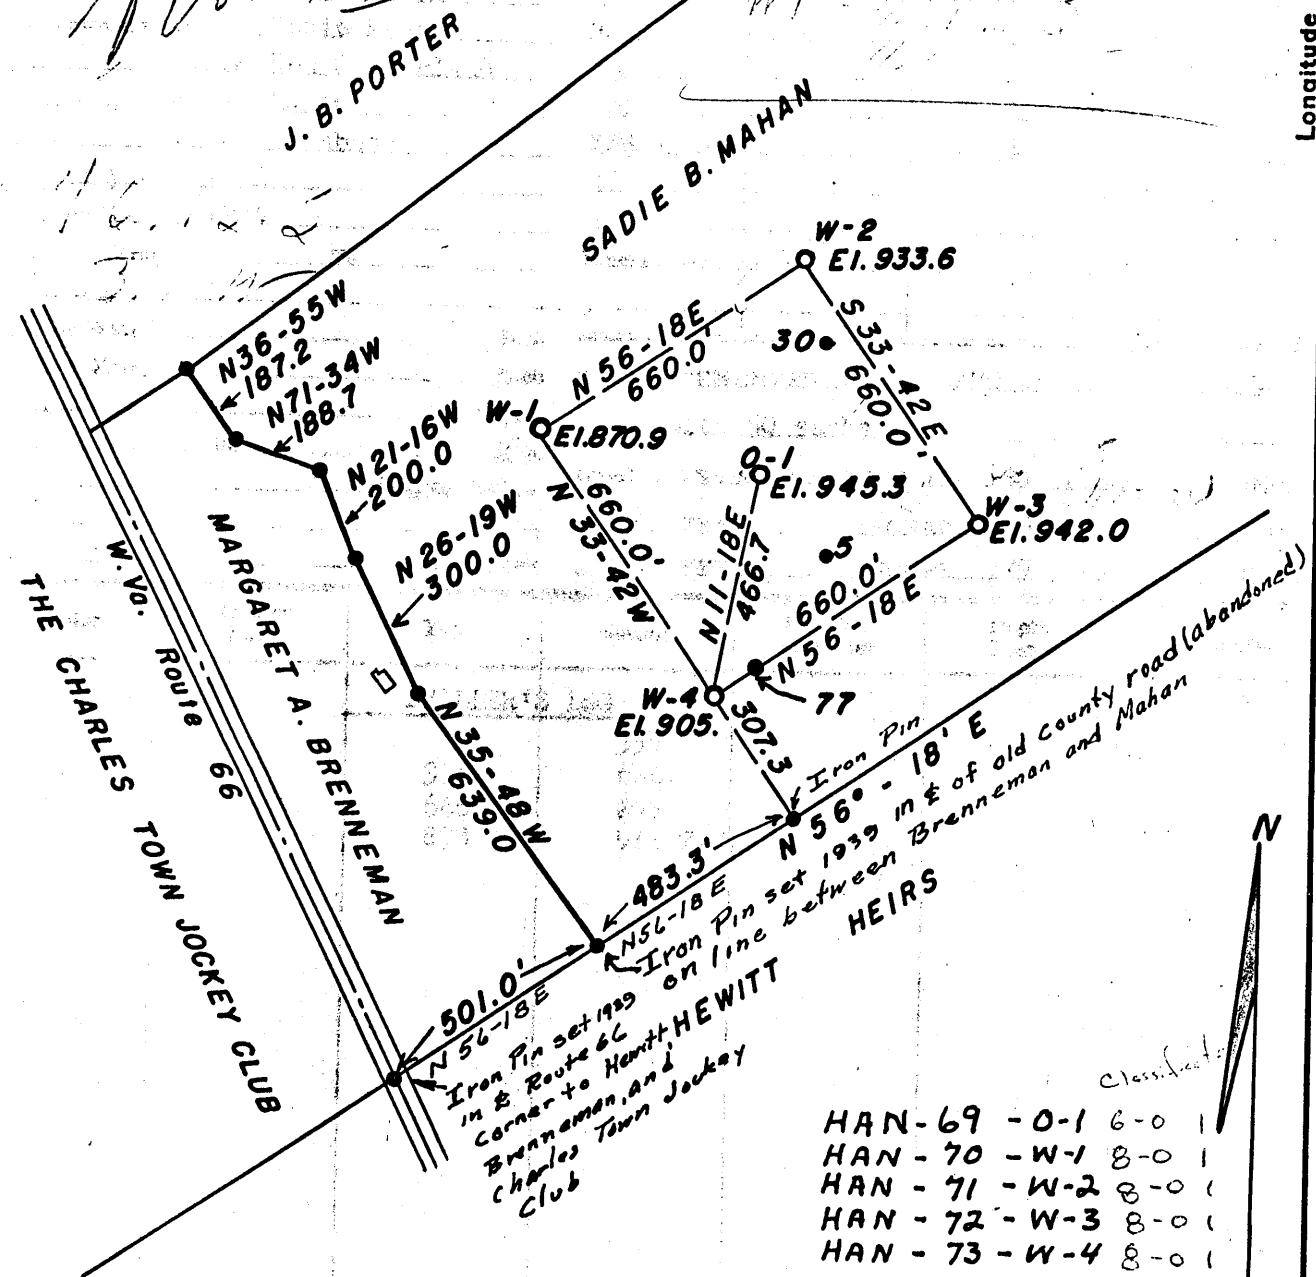 Longitude
J. B. PORTER
SADIE B. MAHAN
W-2
El. 933.6
N36-55W
187.2
N71-34W
188.7
N 56-18E
660.0'
30
S 33-42 E
660.0'
W-1
El.870.9
N 21-16W
200.0
O-1
El. 945.3
W-3
El. 942.0
660.0'
N 33-42 W
N 26-19W
300.0
N 11-18E
466.7
5
660.0'
N 56-18 E
77
W. Va. Route 66
MARGARET A. BRENNEMAN
THE CHARLES TOWN JOCKEY CLUB
W-4
El. 905.
307.3
Iron Pin
N 56° - 18' E
N 35-48 W
639.0
483.3'
N56-18 E
Iron Pin set 1939 in ℄ of old county road (abandoned)
on line between Brenneman and Mahan
HEWITT HEIRS
501.0'
N 56-18 E
Iron Pin set 1939
in ℄ Route 66
corner to Hewitt,
Brenneman, and
Charles Town Jockey
Club
N
HAN-69 -O-1 6-0
HAN - 70 - W-1 8-0
HAN - 71 - W-2 8-0
HAN - 72 - W-3 8-0
HAN - 73 - W-4 8-0